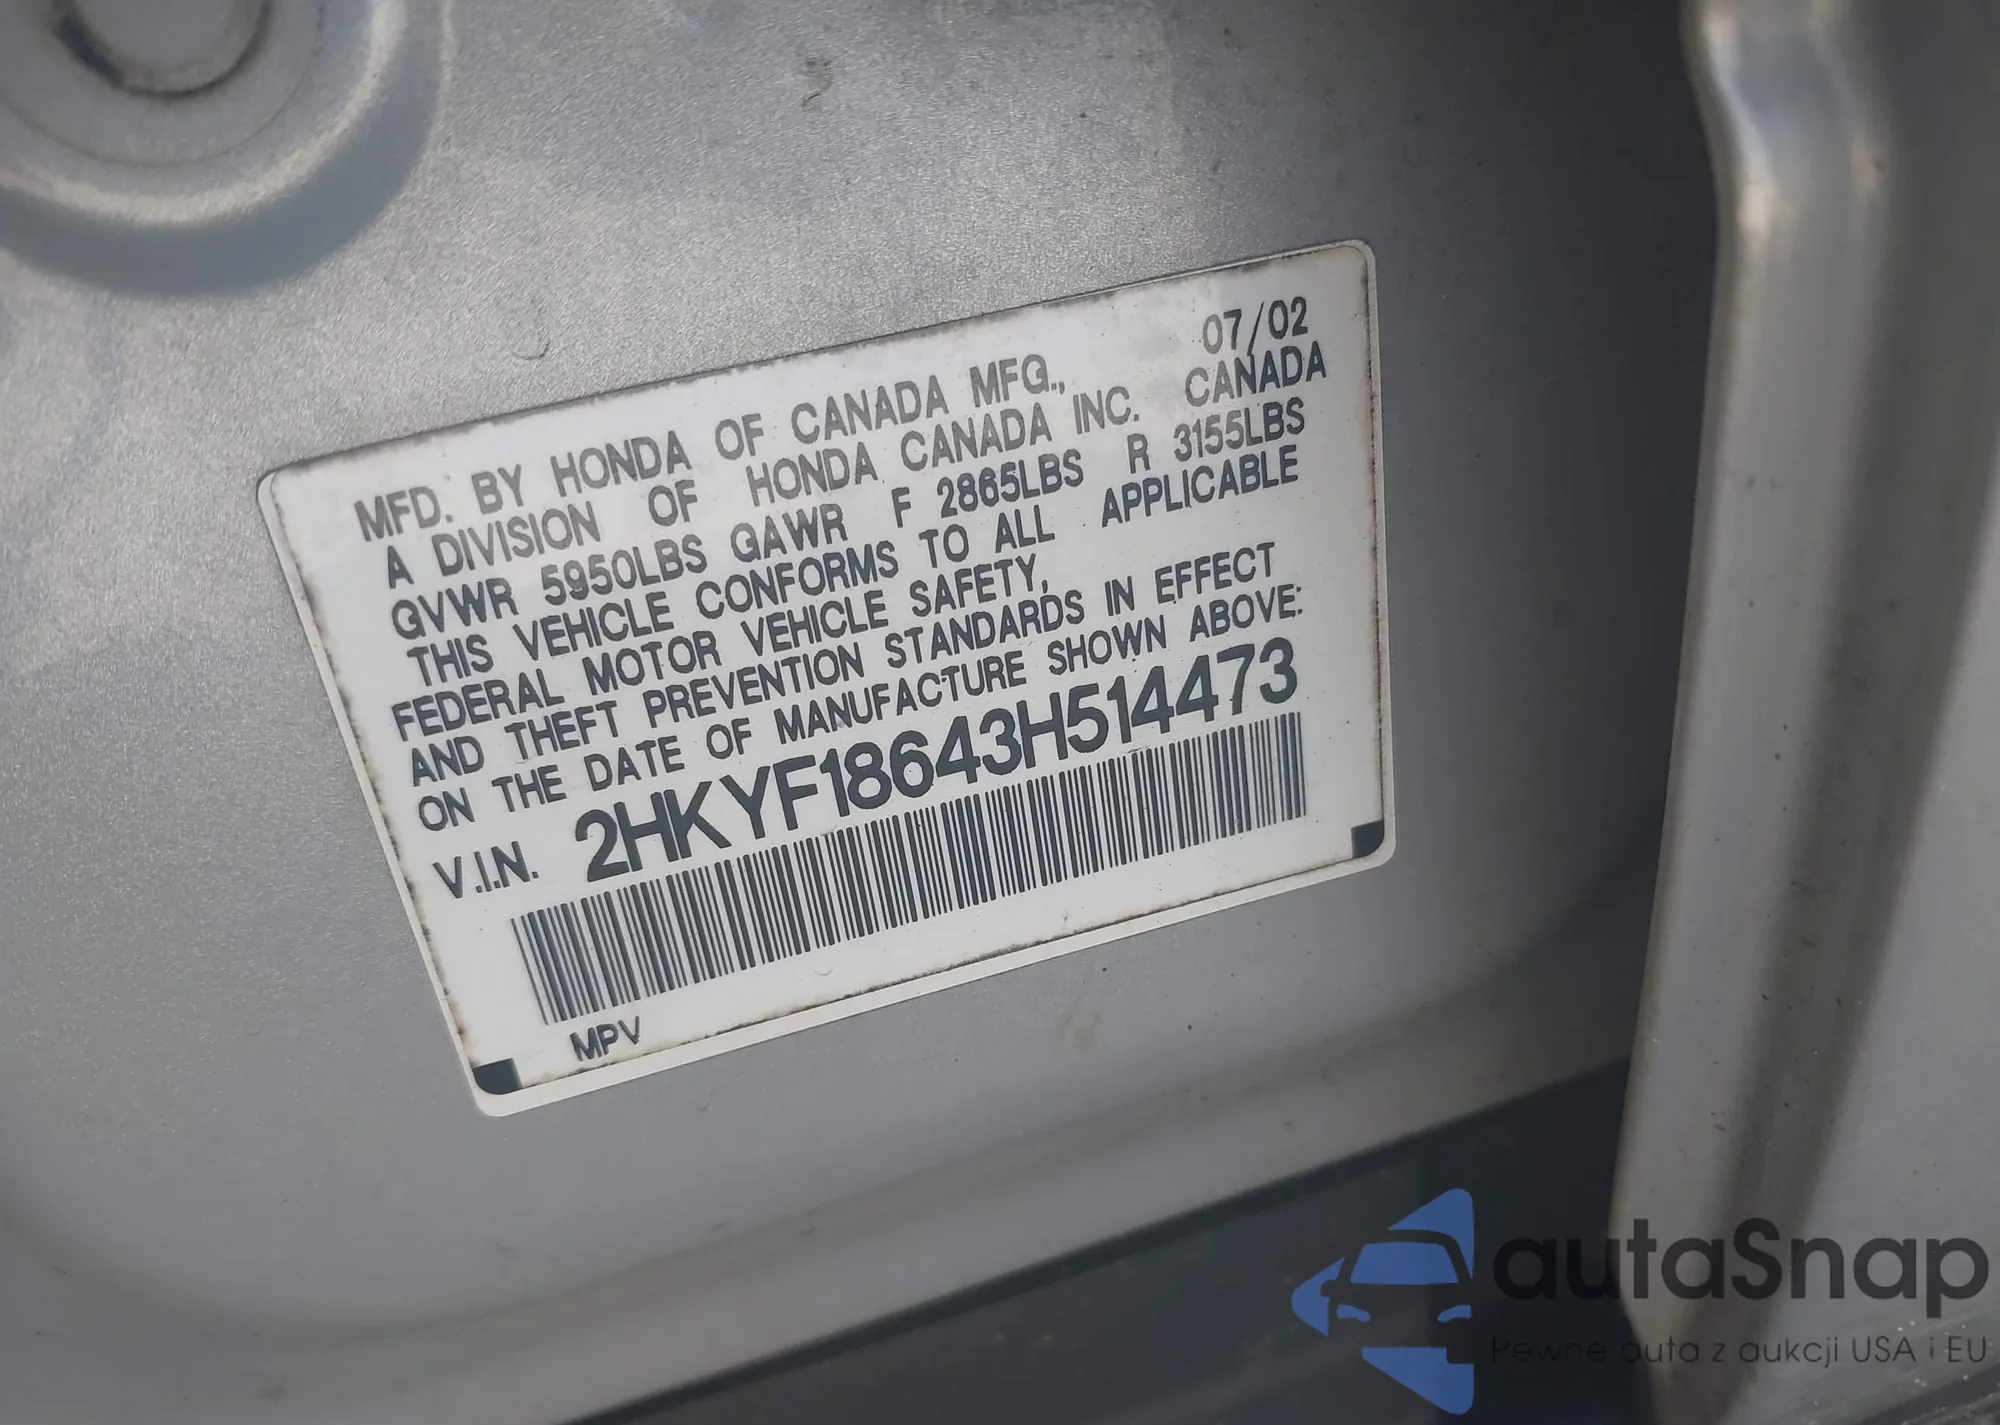 07/02
MFD. BY HONDA OF CANADA MFG.,
A DIVISION OF HONDA CANADA INC. CANADA
GVWR 5950LBS GAWR F 2865LBS R 3155LBS
THIS VEHICLE CONFORMS TO ALL APPLICABLE
FEDERAL MOTOR VEHICLE SAFETY,
AND THEFT PREVENTION STANDARDS IN EFFECT
ON THE DATE OF MANUFACTURE SHOWN ABOVE:
V.I.N. 2HKYF18643H514473
MPV
autaSnap
Pewne auta z aukcji USA i EU